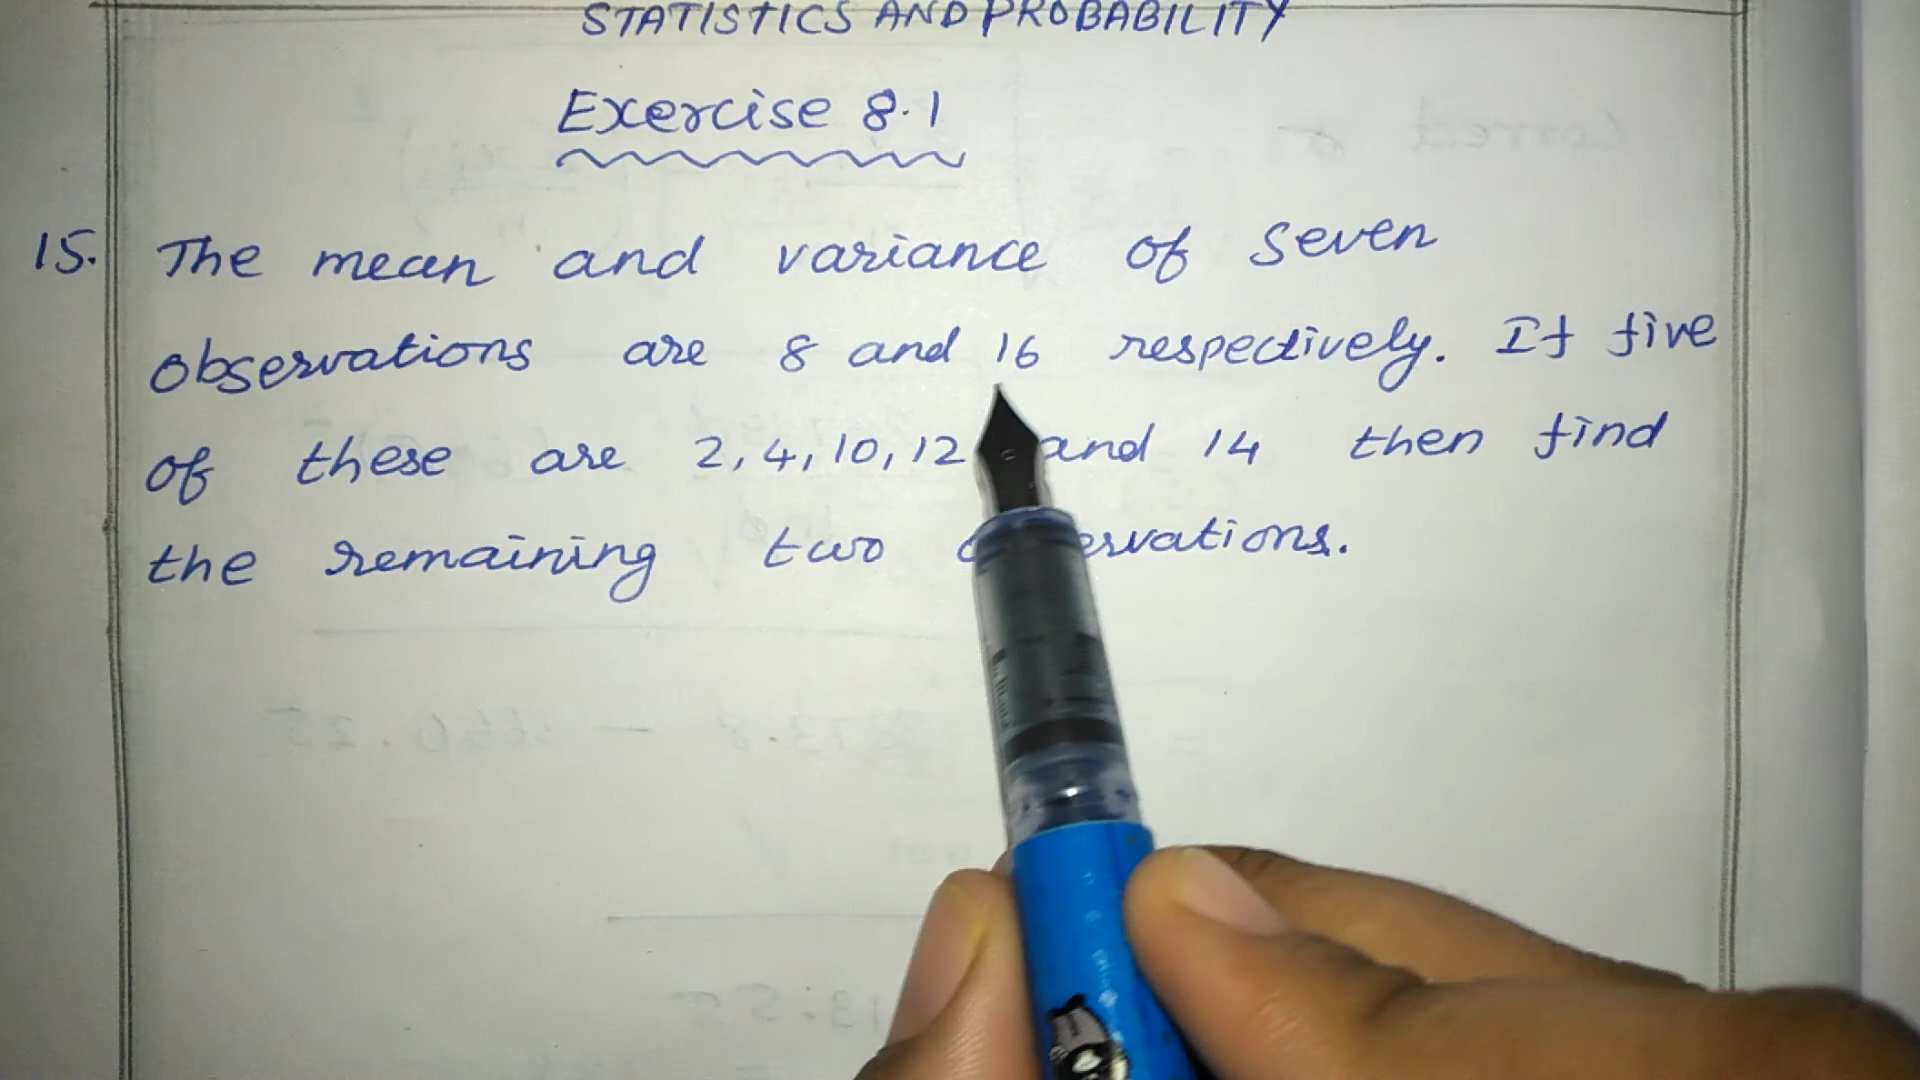 STATISTICS AND PROBABILITY
Exercise 8.1
15. The mean and variance of seven
observations are 8 and 16 respectively. If five
of these are 2, 4, 10, 12 and 14 then find
the remaining two